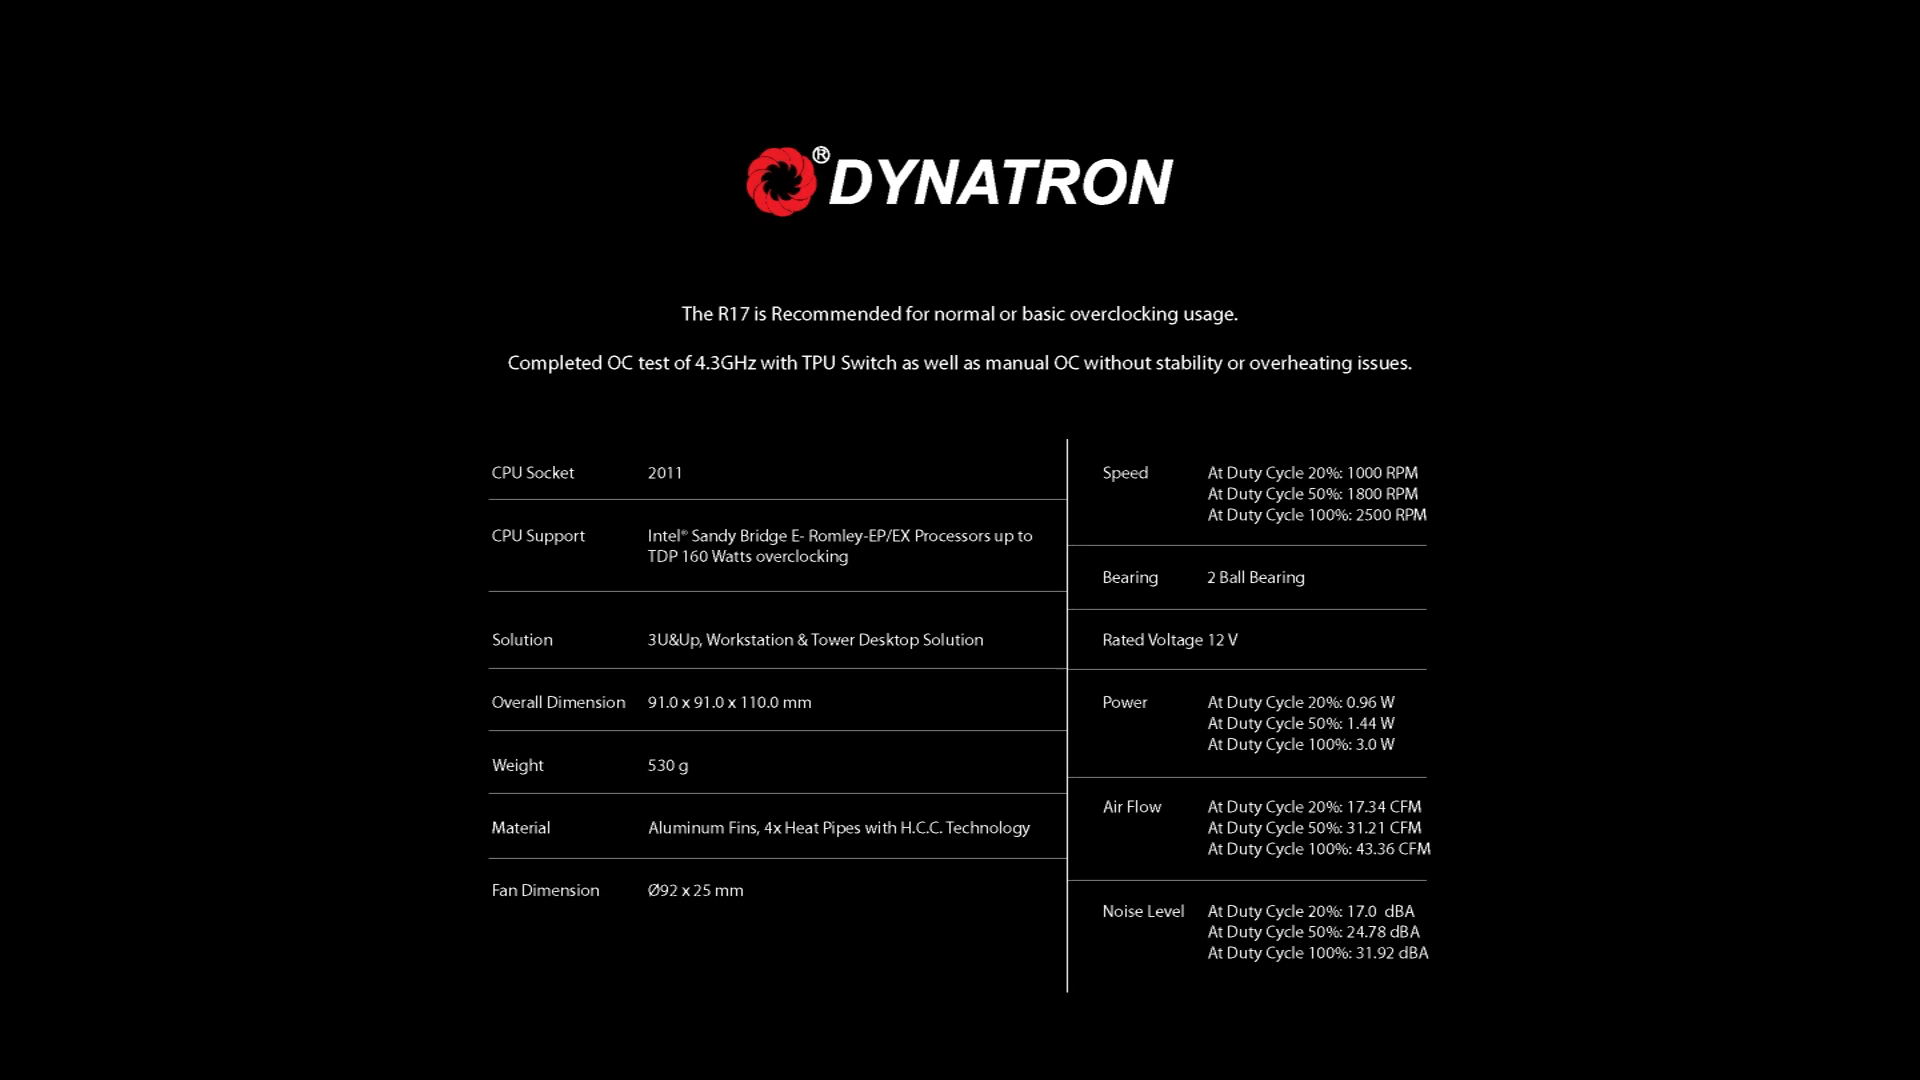 ® DYNATRON
The R17 is Recommended for normal or basic overclocking usage.
Completed OC test of 4.3GHz with TPU Switch as well as manual OC without stability or overheating issues.
CPU Socket 2011
CPU Support Intel® Sandy Bridge E- Romley-EP/EX Processors up to
TDP 160 Watts overclocking
Solution 3U&Up, Workstation & Tower Desktop Solution
Overall Dimension 91.0 x 91.0 x 110.0 mm
Weight 530 g
Material Aluminum Fins, 4x Heat Pipes with H.C.C. Technology
Fan Dimension Ø92 x 25 mm
Speed At Duty Cycle 20%: 1000 RPM
At Duty Cycle 50%: 1800 RPM
At Duty Cycle 100%: 2500 RPM
Bearing 2 Ball Bearing
Rated Voltage 12 V
Power At Duty Cycle 20%: 0.96 W
At Duty Cycle 50%: 1.44 W
At Duty Cycle 100%: 3.0 W
Air Flow At Duty Cycle 20%: 17.34 CFM
At Duty Cycle 50%: 31.21 CFM
At Duty Cycle 100%: 43.36 CFM
Noise Level At Duty Cycle 20%: 17.0 dBA
At Duty Cycle 50%: 24.78 dBA
At Duty Cycle 100%: 31.92 dBA